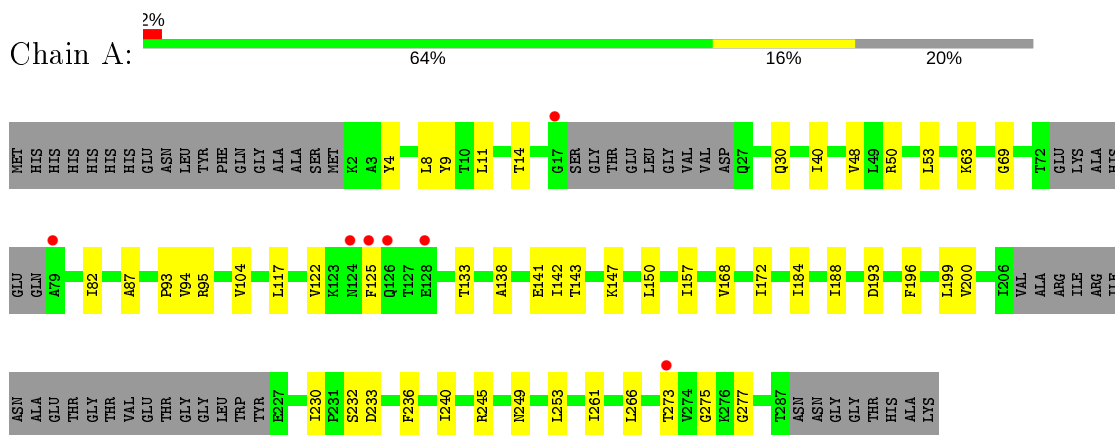 2%
Chain A:
64% 16% 20%
MET HIS HIS HIS HIS HIS HIS GLU ASN LEU TYR PHE GLN GLY ALA ALA SER MET K2 A3 Y4 L8 Y9 T10 L11 T14 G17 SER GLY THR GLU LEU GLY VAL VAL ASP Q27 Q30 I40 V48 L49 R50 L53 K63 G69 T72 GLU LYS ALA HIS
GLU GLN A79 I82 A87 P93 V94 R95 V104 L117 V122 K123 N124 F125 Q126 T127 E128 T133 A138 E141 I142 T143 K147 L150 I157 V168 I172 I184 I188 D193 F196 L199 V200 I206 VAL ALA ARG ILE ARG ILE
ASN ALA GLU THR GLY THR VAL GLU THR GLY GLY LEU TRP TYR E227 I230 P231 S232 D233 F236 I240 R245 N249 L253 I261 L266 T273 V274 G275 K276 G277 T287 ASN ASN GLY GLY THR HIS ALA LYS